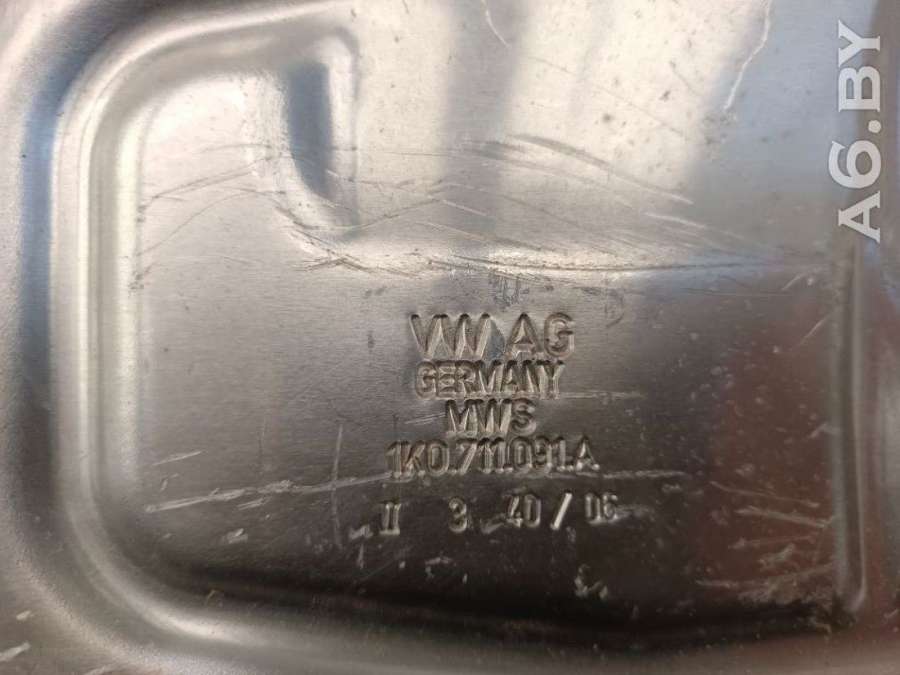 VW AG
GERMANY
MWS
1K0.711.091.A
II 3 40 / 06
A6.BY